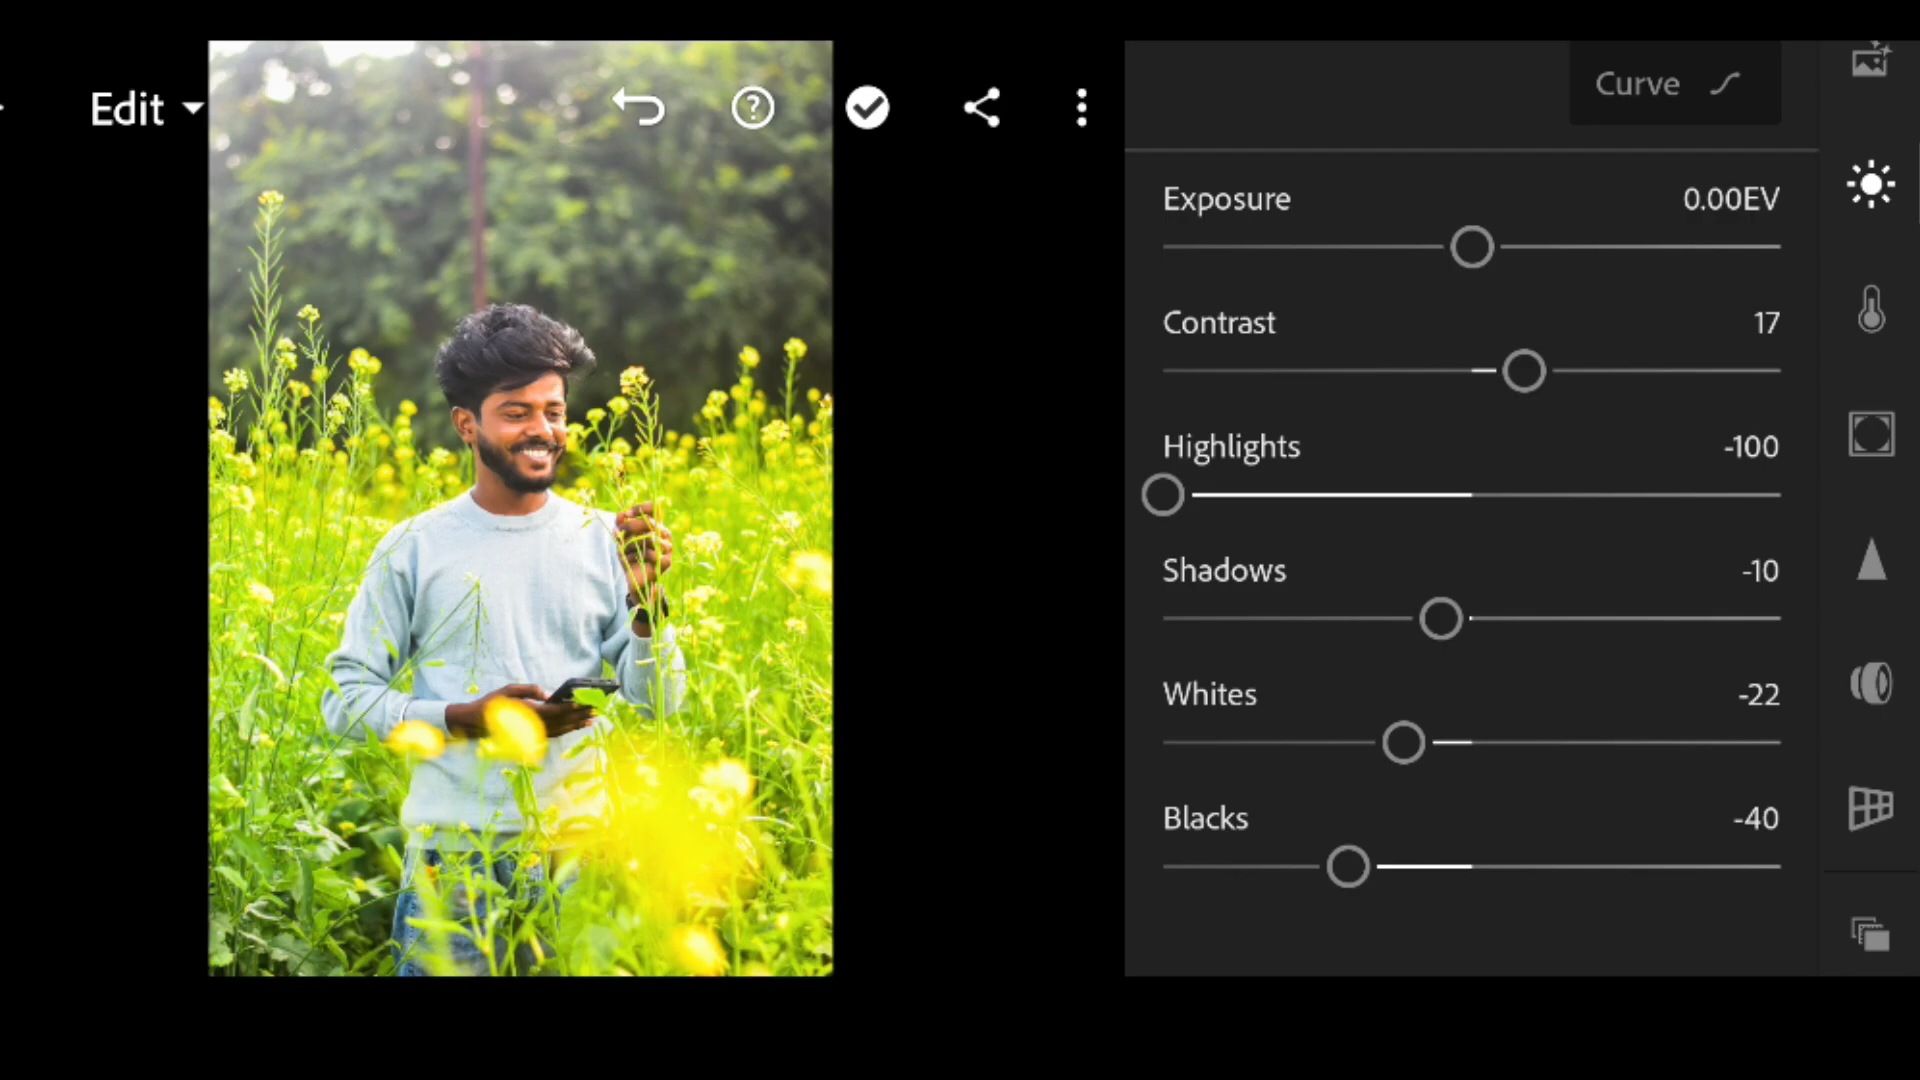 Edit
Curve
Exposure 0.00EV
Contrast 17
Highlights -100
Shadows -10
Whites -22
Blacks -40